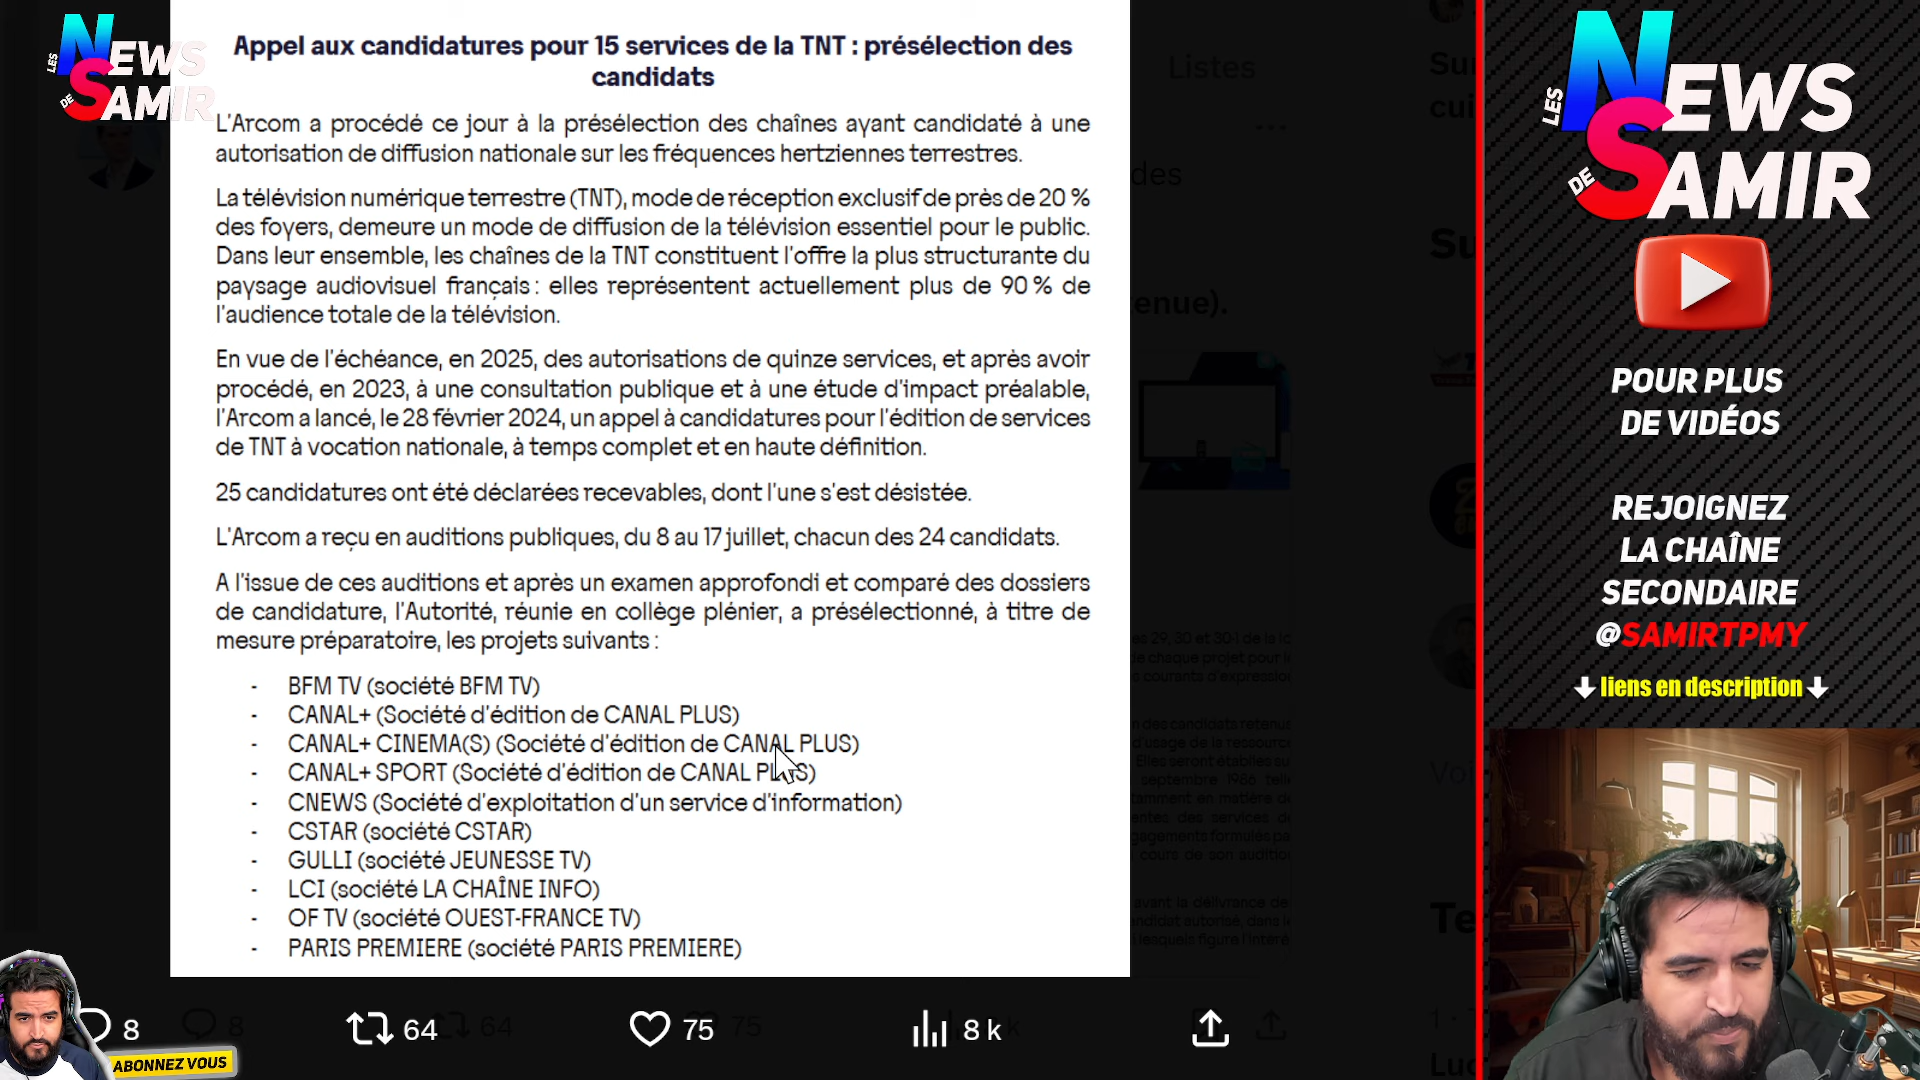 LES NEWS DE SAMIR
Appel aux candidatures pour 15 services de la TNT : présélection des
candidats
L'Arcom a procédé ce jour à la présélection des chaînes ayant candidaté à une
autorisation de diffusion nationale sur les fréquences hertziennes terrestres.
La télévision numérique terrestre (TNT), mode de réception exclusif de près de 20 %
des foyers, demeure un mode de diffusion de la télévision essentiel pour le public.
Dans leur ensemble, les chaînes de la TNT constituent l'offre la plus structurante du
paysage audiovisuel français : elles représentent actuellement plus de 90 % de
l'audience totale de la télévision.
En vue de l'échéance, en 2025, des autorisations de quinze services, et après avoir
procédé, en 2023, à une consultation publique et à une étude d'impact préalable,
l'Arcom a lancé, le 28 février 2024, un appel à candidatures pour l'édition de services
de TNT à vocation nationale, à temps complet et en haute définition.
25 candidatures ont été déclarées recevables, dont l'une s'est désistée.
L'Arcom a reçu en auditions publiques, du 8 au 17 juillet, chacun des 24 candidats.
A l'issue de ces auditions et après un examen approfondi et comparé des dossiers
de candidature, l'Autorité, réunie en collège plénier, a présélectionné, à titre de
mesure préparatoire, les projets suivants :
- BFM TV (société BFM TV)
- CANAL+ (Société d'édition de CANAL PLUS)
- CANAL+ CINEMA(S) (Société d'édition de CANAL PLUS)
- CANAL+ SPORT (Société d'édition de CANAL PLUS)
- CNEWS (Société d'exploitation d'un service d'information)
- CSTAR (société CSTAR)
- GULLI (société JEUNESSE TV)
- LCI (société LA CHAÎNE INFO)
- OF TV (société OUEST-FRANCE TV)
- PARIS PREMIERE (société PARIS PREMIERE)
8
64
75
8 k
ABONNEZ VOUS
Listes
des
enue).
LES NEWS DE SAMIR
POUR PLUS
DE VIDÉOS
REJOIGNEZ
LA CHAÎNE
SECONDAIRE
@SAMIRTPMY
liens en description